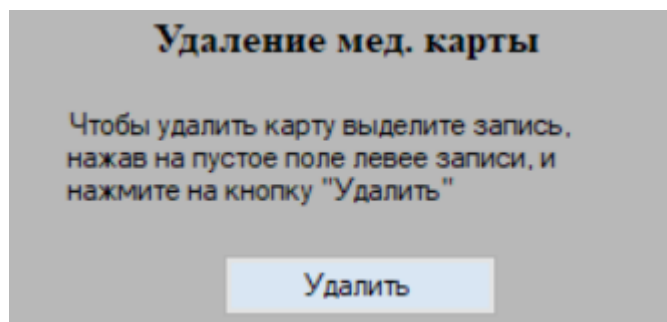 Удаление мед. карты
Чтобы удалить карту выделите запись,
нажав на пустое поле левее записи, и
нажмите на кнопку "Удалить"
Удалить